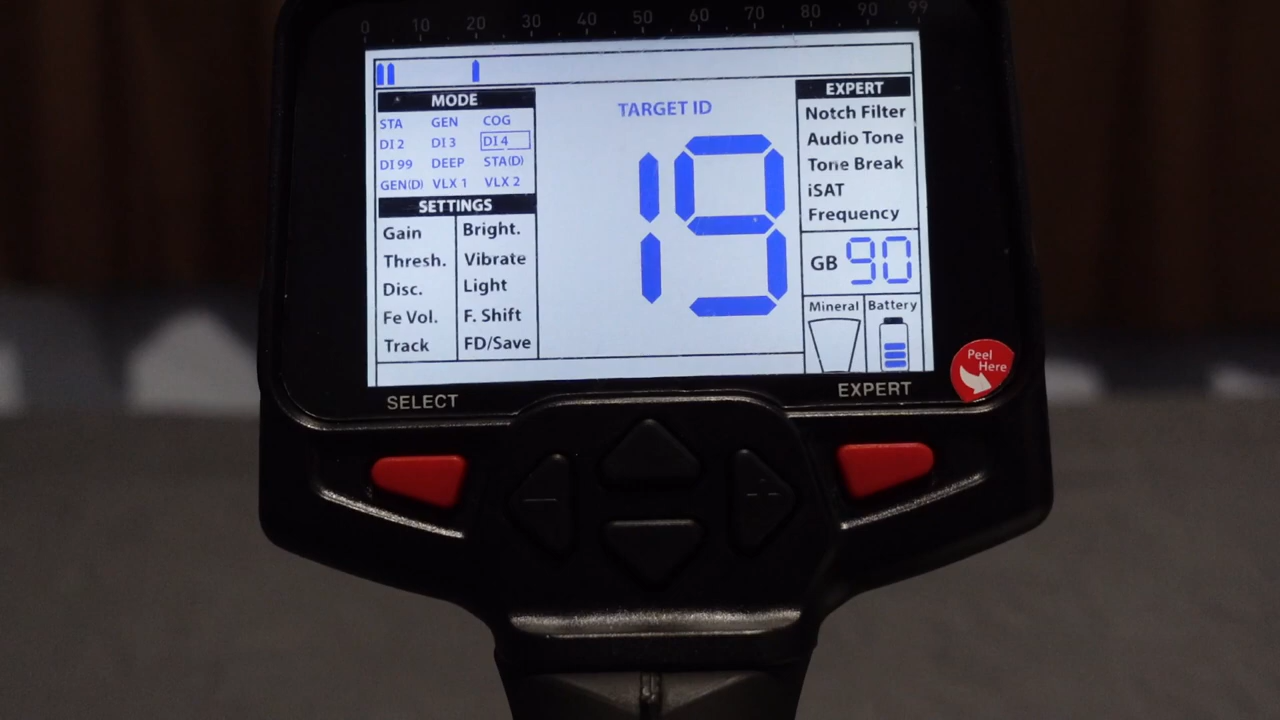 0 10 20 30 40 50 60 70 80 90 99
MODE
STA GEN COG
DI 2 DI 3 DI 4
DI 99 DEEP STA(D)
GEN(D) VLX 1 VLX 2
SETTINGS
Gain Bright.
Thresh. Vibrate
Disc. Light
Fe Vol. F. Shift
Track FD/Save
TARGET ID
19
EXPERT
Notch Filter
Audio Tone
Tone Break
iSAT
Frequency
GB 90
Mineral Battery
Peel
Here
SELECT EXPERT
- +